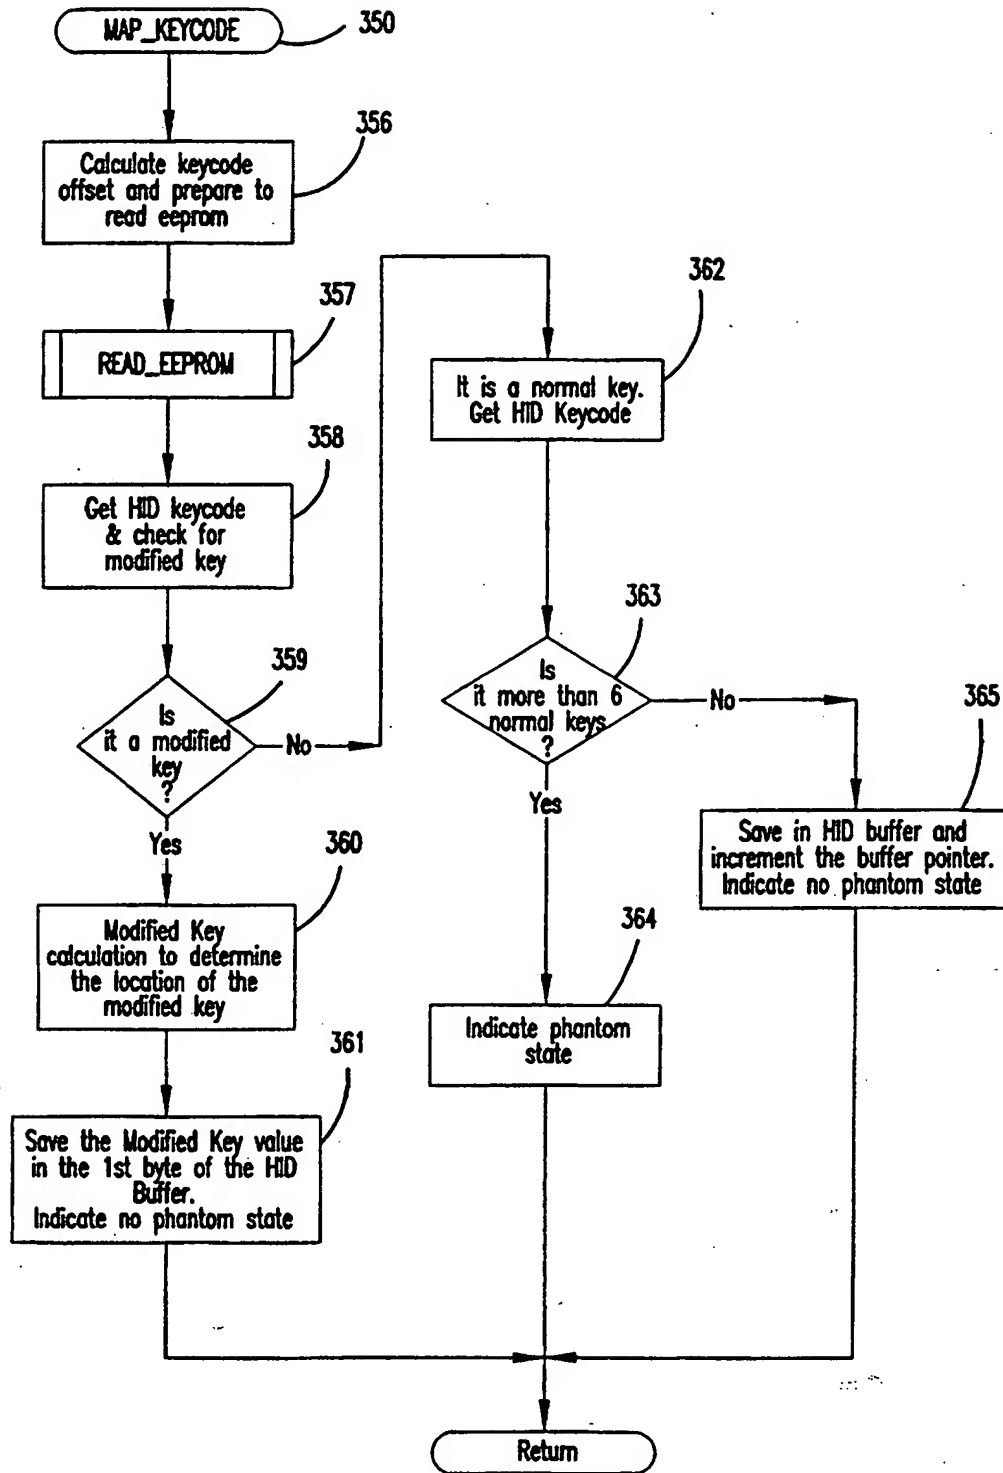 MAP_KEYCODE
350
356
Calculate keycode
offset and prepare to
read eeprom
357
READ_EEPROM
358
Get HID keycode
& check for
modified key
359
Is
it a modified
key
?
No
Yes
360
Modified Key
calculation to determine
the location of the
modified key
361
Save the Modified Key value
in the 1st byte of the HID
Buffer.
Indicate no phantom state
362
It is a normal key.
Get HID Keycode
363
Is
it more than 6
normal keys
?
No
Yes
364
Indicate phantom
state
365
Save in HID buffer and
increment the buffer pointer.
Indicate no phantom state
Return